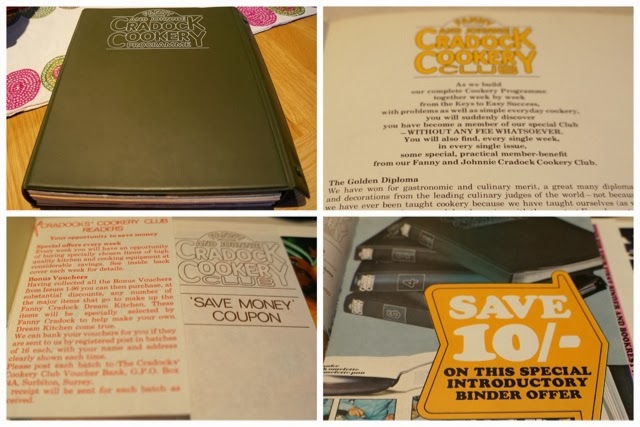 FANNY
AND JOHNNIE
CRADOCK
COOKERY
PROGRAMME
FANNY
AND JOHNNIE
CRADOCK
COOKERY
CLUB
As we build
our complete Cookery Programme
together week by week
from the Keys to Easy Success,
with problems as well as simple everyday cookery,
you will suddenly discover
you have become a member of our special Club
—WITHOUT ANY FEE WHATSOEVER.
You will also find, every single week,
in every single issue,
some special, practical member-benefit
from our Fanny and Johnnie Cradock Cookery Club.
The Golden Diploma
We have won for gastronomic and culinary merit, a great many diploma
and decorations from the leading culinary judges of the world—not becau
we have ever been taught cookery because we have taught ourselves (as w
CRADOCKS' COOKERY CLUB
READERS
Your opportunity to save money
Special offers every week
Every week you will have an opportunity
of buying specially chosen items of high
quality kitchen and cooking equipment at
considerable savings. See inside back
cover each week for details.
Bonus Vouchers
Having collected all the Bonus Vouchers
from Issues 1-96 you can then purchase, at
substantial discounts, any number of
the major items that go to make up the
Fanny Cradock Dream Kitchen. These
items will be specially selected by
Fanny Cradock to help make your own
Dream Kitchen come true.
We can bank your vouchers for you if they
are sent to us by registered post in batches
of 16 each, with your name and address
clearly shown each time.
Please post each batch to: The Cradocks'
Cookery Club Voucher Bank, G.P.O. Box
4A, Surbiton, Surrey.
receipt will be sent for each batch as
ceived.
AND JOHNNIE
CRADOCK
COOKERY
CLUB
'SAVE MONEY'
COUPON
4
SAVE
10/-
ON THIS SPECIAL
INTRODUCTORY
BINDER OFFER